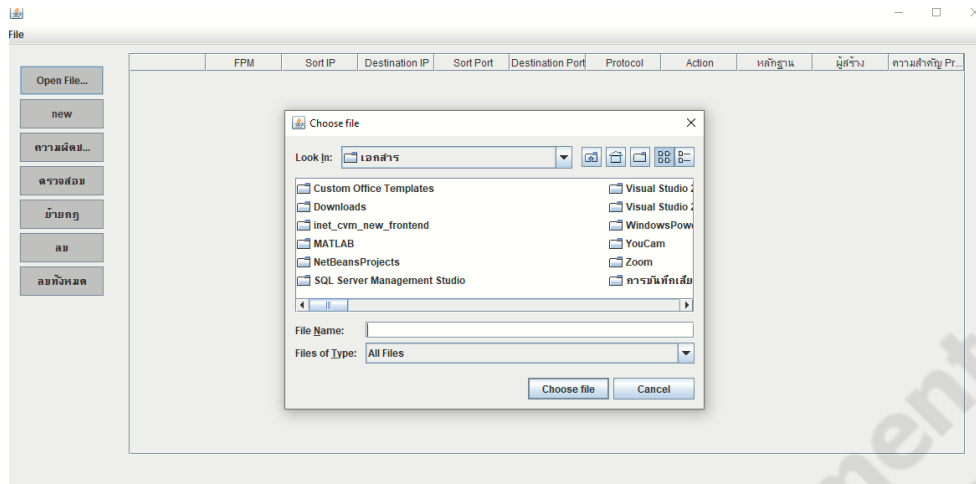 File
FPM Sort IP Destination IP Sort Port Destination Port Protocol Action หลักฐาน ผู้สร้าง ความสำคัญ Pr...
Open File...
new
ความผิดป...
ตรวจสอบ
ย้ายกฎ
ลบ
ลบทั้งหมด
Choose file
Look In: เอกสาร
Custom Office Templates
Downloads
inet_cvm_new_frontend
MATLAB
NetBeansProjects
SQL Server Management Studio
Visual Studio 2
Visual Studio 2
WindowsPow
YouCam
Zoom
การบันทึกเสีย
File Name:
Files of Type: All Files
Choose file Cancel
ment